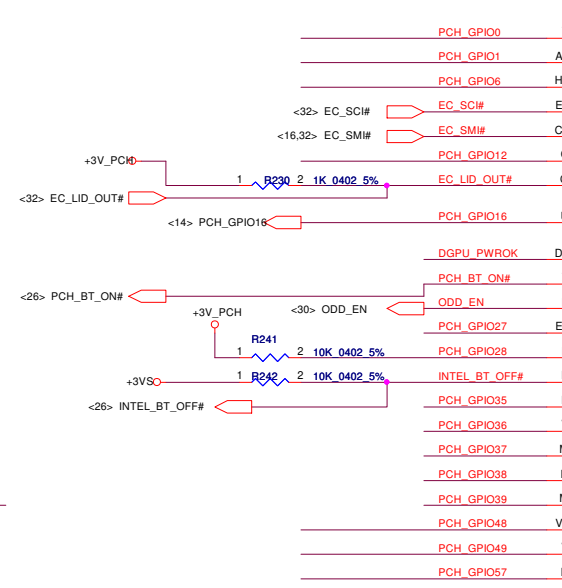 PCH_GPIO0
PCH_GPIO1 A
PCH_GPIO6 H
<32> EC_SCI# EC_SCI# E
<16,32> EC_SMI# EC_SMI# C
+3V_PCH PCH_GPIO12
1 R230 2 1K_0402_5% EC_LID_OUT#
<32> EC_LID_OUT#
<14> PCH_GPIO16 PCH_GPIO16
DGPU_PWROK D
PCH_BT_ON#
<26> PCH_BT_ON#
<30> ODD_EN ODD_EN
+3V_PCH
PCH_GPIO27 E
R241
1 2 10K_0402_5% PCH_GPIO28
+3VS 1 R242 2 10K_0402_5% INTEL_BT_OFF#
<26> INTEL_BT_OFF#
PCH_GPIO35
PCH_GPIO36
PCH_GPIO37
PCH_GPIO38
PCH_GPIO39
PCH_GPIO48 V
PCH_GPIO49
PCH_GPIO57